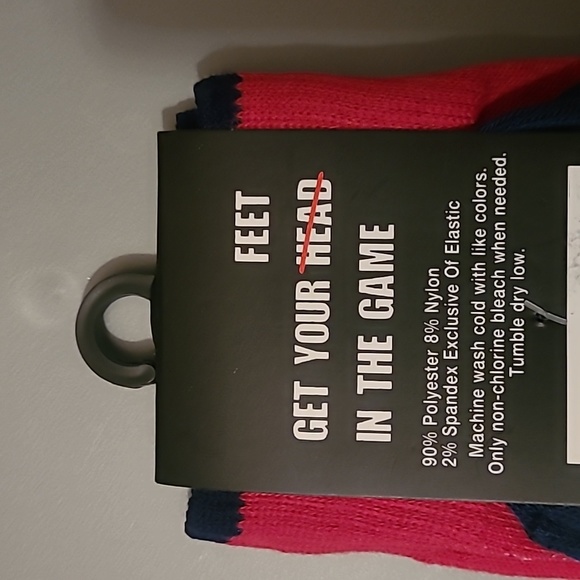 FEET
GET YOUR HEAD
IN THE GAME
90% Polyester 8% Nylon
2% Spandex Exclusive Of Elastic
Machine wash cold with like colors.
Only non-chlorine bleach when needed.
Tumble dry low.